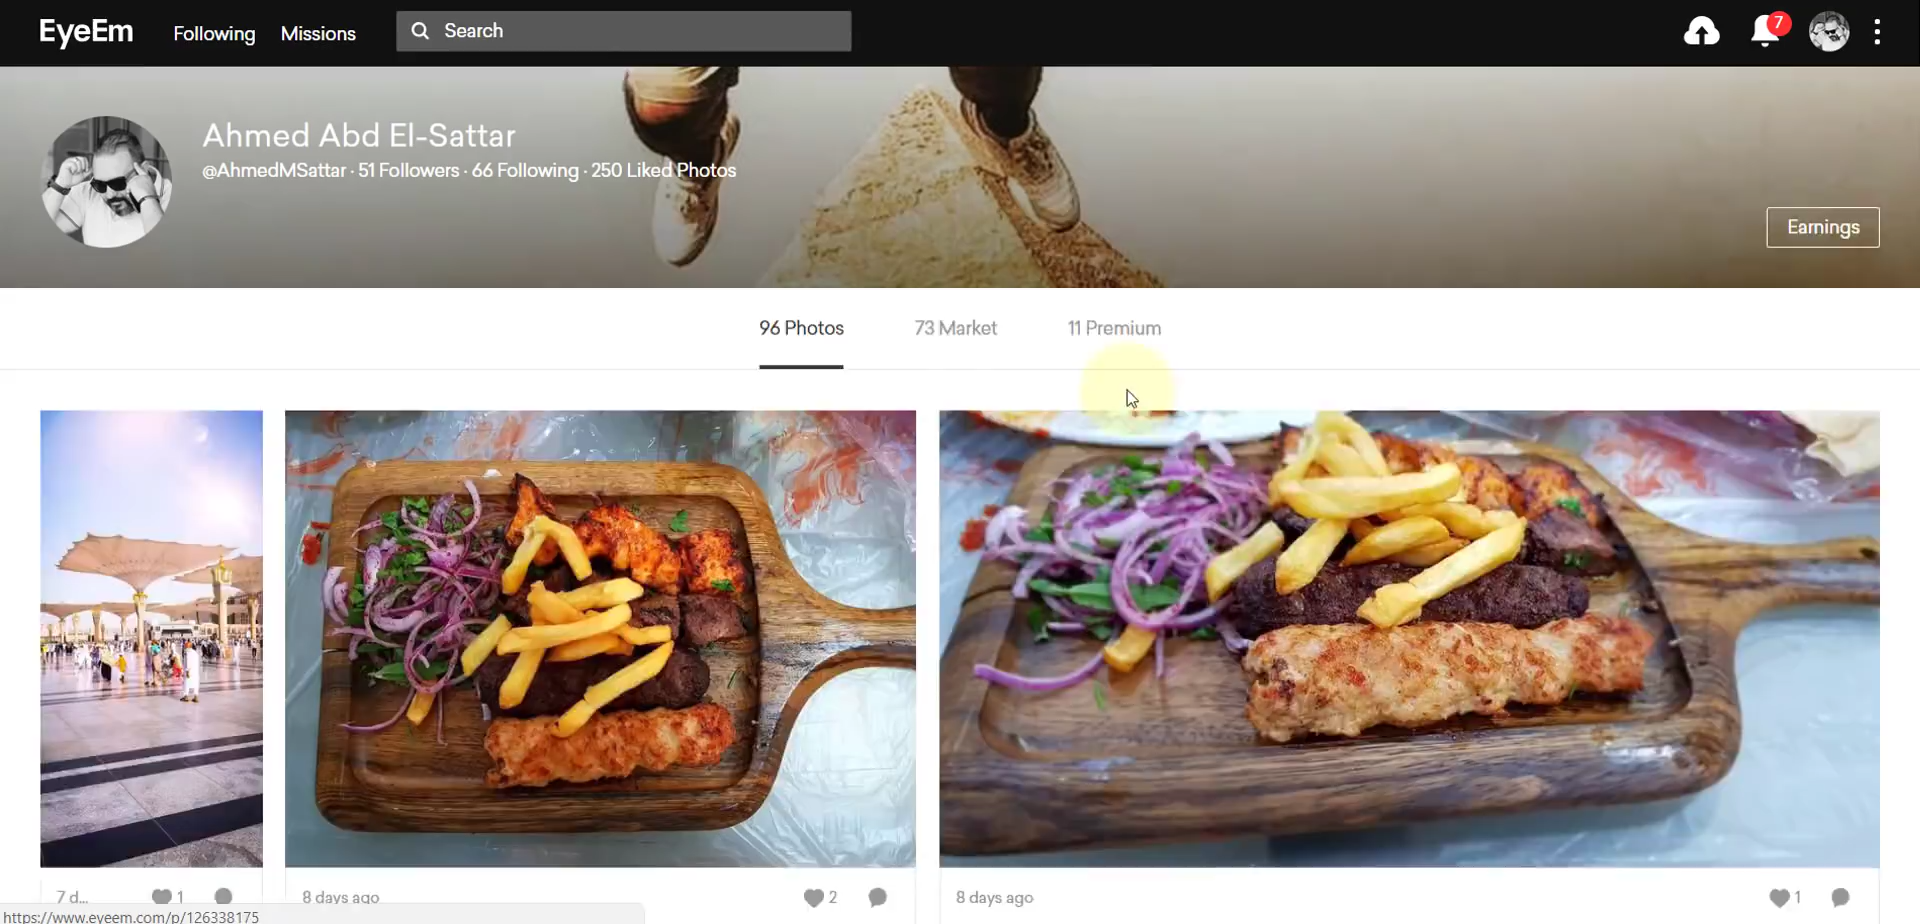 EyeEm Following Missions Search 7
Ahmed Abd El-Sattar
@AhmedMSattar · 51 Followers · 66 Following · 250 Liked Photos
Earnings
96 Photos 73 Market 11 Premium
7 d... 1 8 days ago 2 8 days ago 1
https://www.eyeem.com/p/126338175